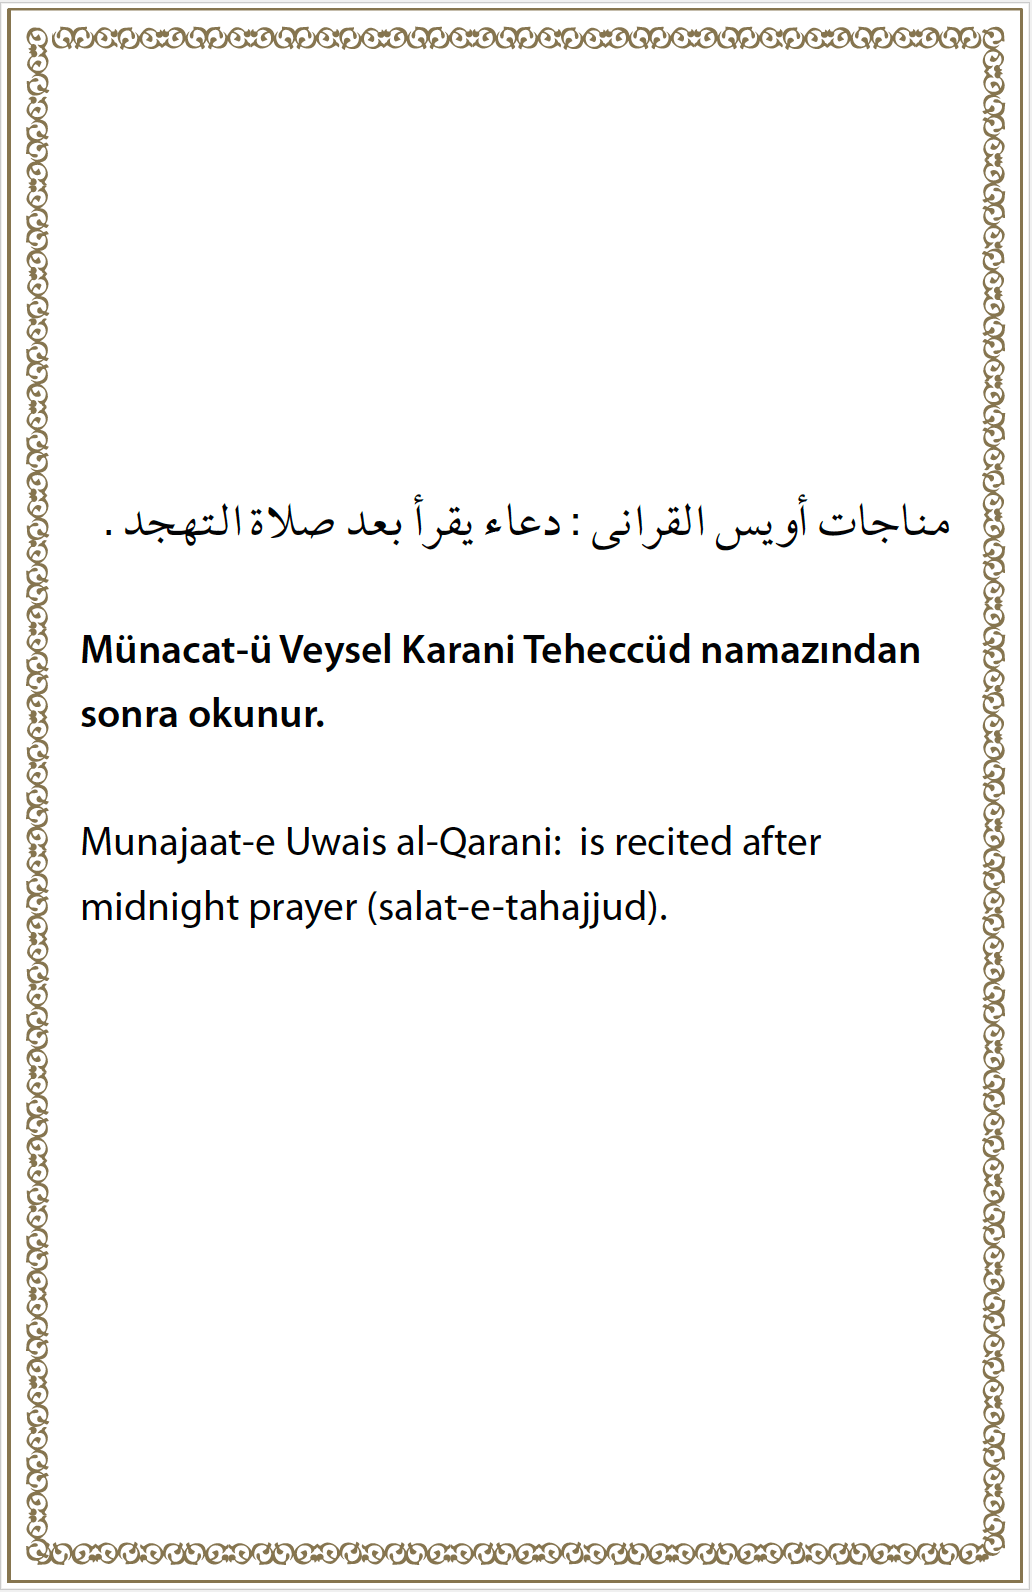 مناجات أويس القرانى : دعاء يقرأ بعد صلاة التهجد .
Münacat-ü Veysel Karani Teheccüd namazından
sonra okunur.
Munajaat-e Uwais al-Qarani:  is recited after
midnight prayer (salat-e-tahajjud).